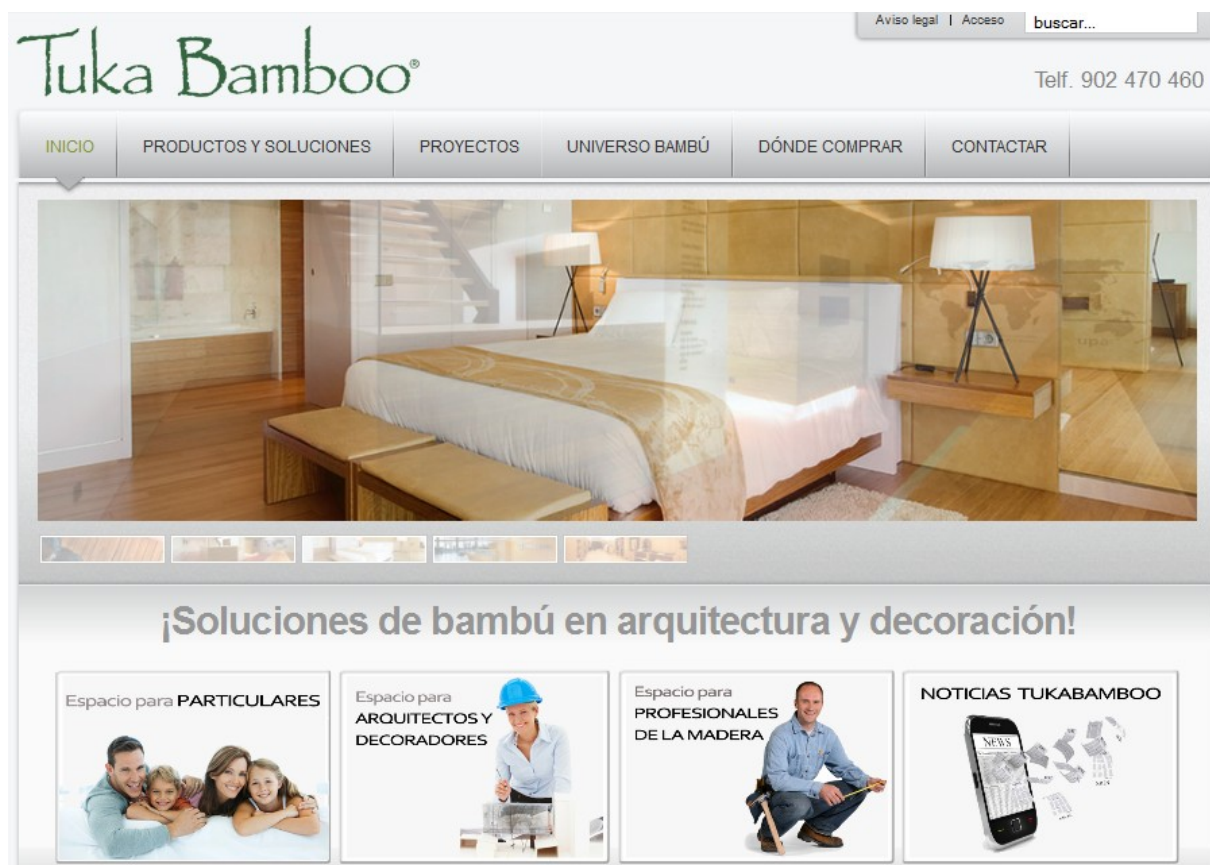 Aviso legal | Acceso buscar...
Tuka Bamboo®
Telf. 902 470 460
INICIO PRODUCTOS Y SOLUCIONES PROYECTOS UNIVERSO BAMBÚ DÓNDE COMPRAR CONTACTAR
¡Soluciones de bambú en arquitectura y decoración!
Espacio para PARTICULARES
Espacio para
ARQUITECTOS Y
DECORADORES
Espacio para
PROFESIONALES
DE LA MADERA
NOTICIAS TUKABAMBOO
NEWS